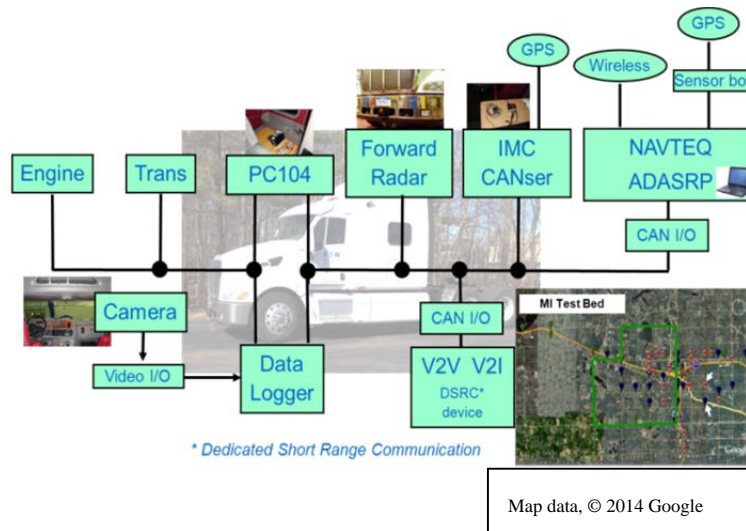 GPS
GPS
Wireless
Sensor bo
Engine
Trans
PC104
Forward
Radar
IMC
CANser
NAVTEQ
ADASRP
CAN I/O
Camera
Video I/O
Data
Logger
CAN I/O
V2V V2I
DSRC*
device
MI Test Bed
Google
* Dedicated Short Range Communication
Map data, © 2014 Google